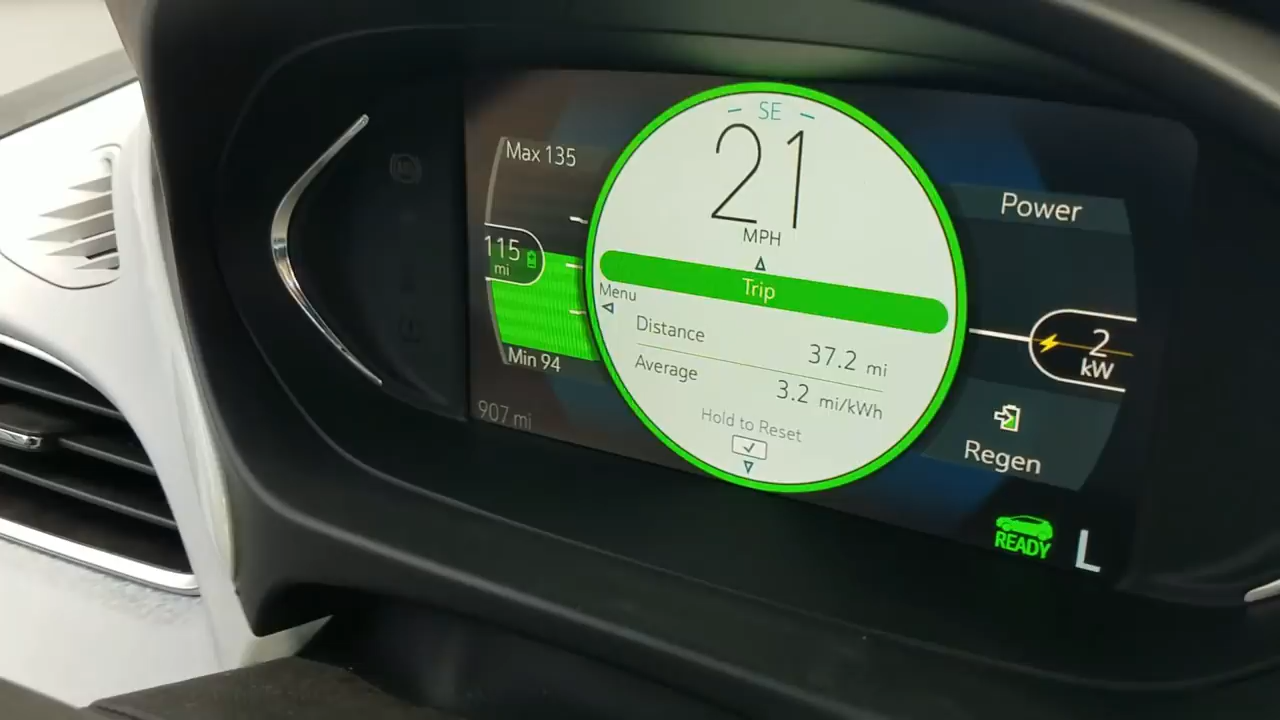 SE
21
MPH
Max 135
115
mi
Min 94
907 mi
Menu
Trip
Distance
37.2 mi
Average
3.2 mi/kWh
Hold to Reset
Power
2
kW
Regen
READY
L